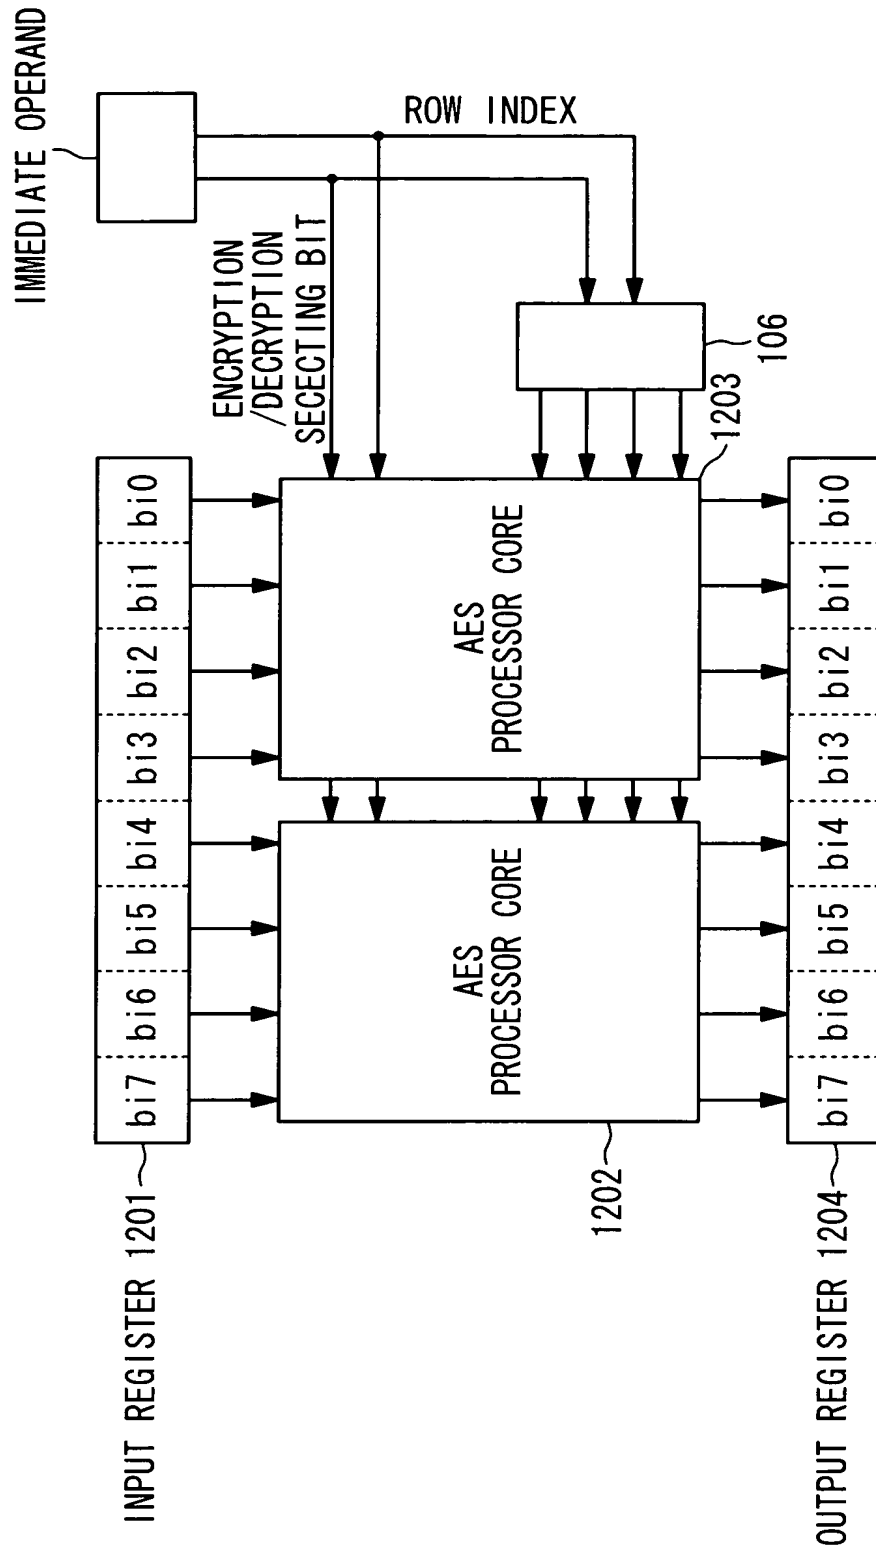 IMMEDIATE OPERAND
ROW INDEX
ENCRYPTION
/DECRYPTION
SECECTING BIT
106
1203
INPUT REGISTER 1201
bi7 bi6 bi5 bi4 bi3 bi2 bi1 bi0
AES
PROCESSOR CORE
AES
PROCESSOR CORE
1202
OUTPUT REGISTER 1204
bi7 bi6 bi5 bi4 bi3 bi2 bi1 bi0